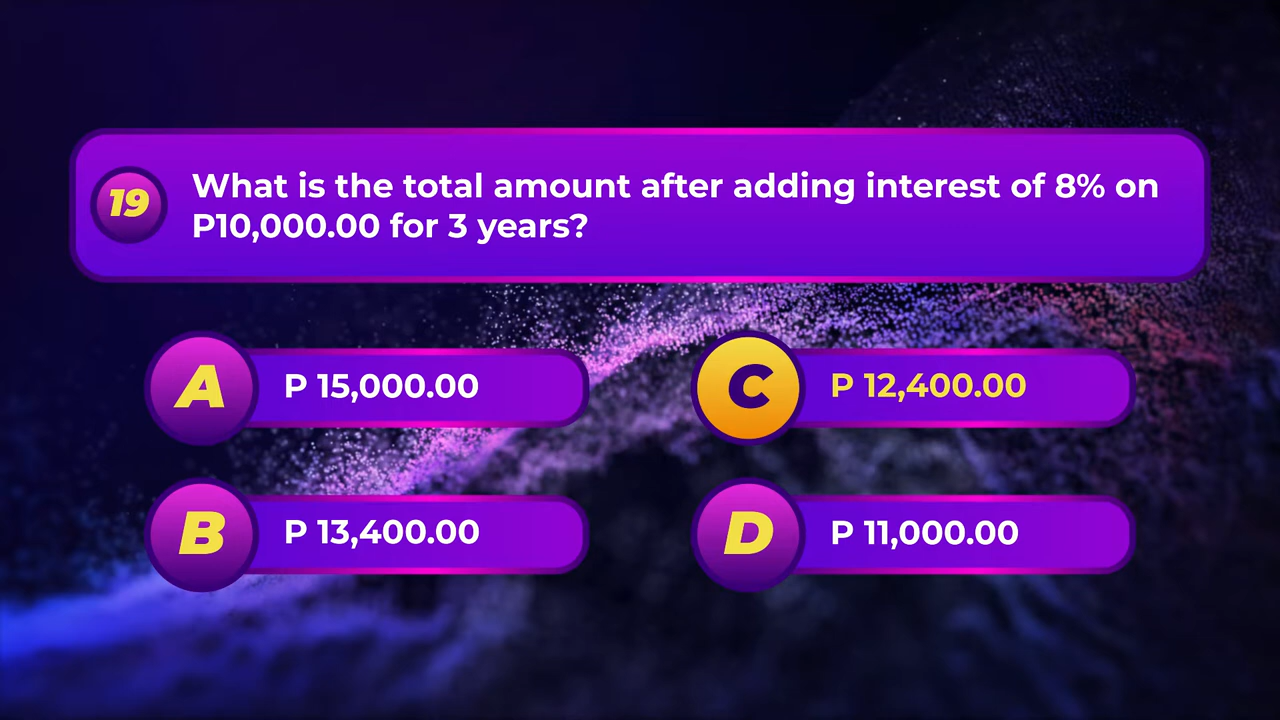 19
What is the total amount after adding interest of 8% on
P10,000.00 for 3 years?
A P 15,000.00
C P 12,400.00
B P 13,400.00
D P 11,000.00